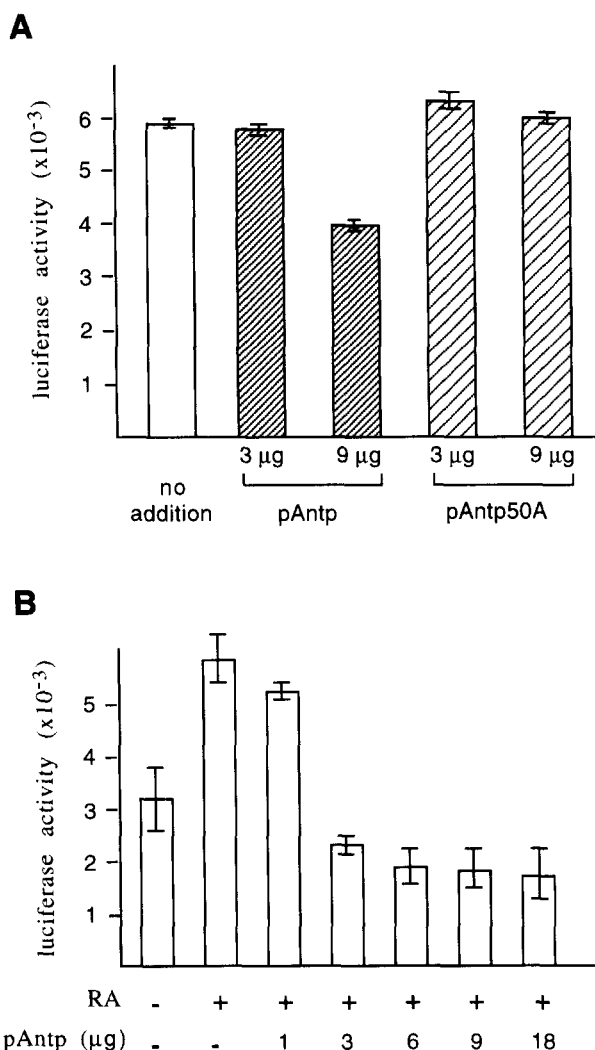 A
luciferase activity (x10⁻³)
6
5
4
3
2
1
3 µg 9 µg 3 µg 9 µg
no addition pAntp pAntp50A
B
luciferase activity (x10⁻³)
5
4
3
2
1
RA - + + + + + +
pAntp (µg) - - 1 3 6 9 18